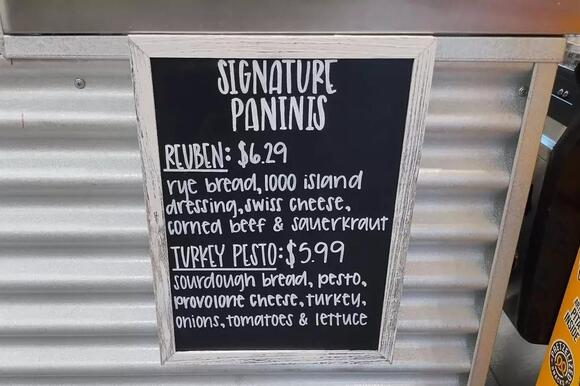 SIGNATURE
PANINIS
REUBEN: $6.29
rye bread, 1000 island
dressing, swiss cheese,
corned beef & sauerkraut
TURKEY PESTO: $5.99
sourdough bread, pesto,
provolone cheese, turkey,
onions, tomatoes & lettuce
INSIDE